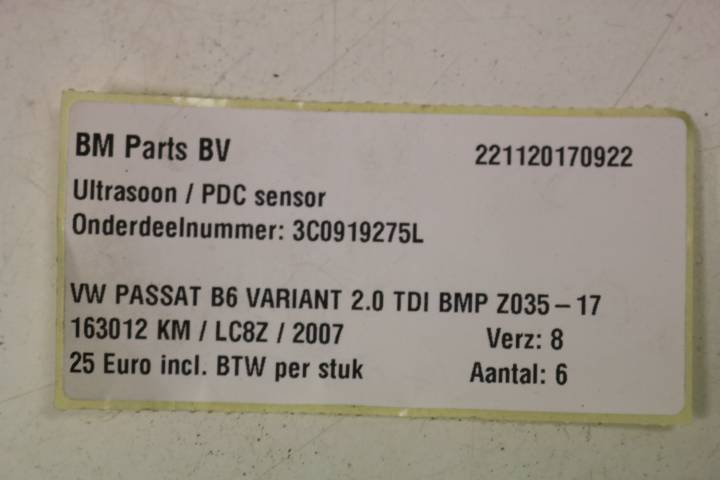 BM Parts BV 221120170922
Ultrasoon / PDC sensor
Onderdeelnummer: 3C0919275L
VW PASSAT B6 VARIANT 2.0 TDI BMP Z035-17
163012 KM / LC8Z / 2007 Verz: 8
25 Euro incl. BTW per stuk Aantal: 6